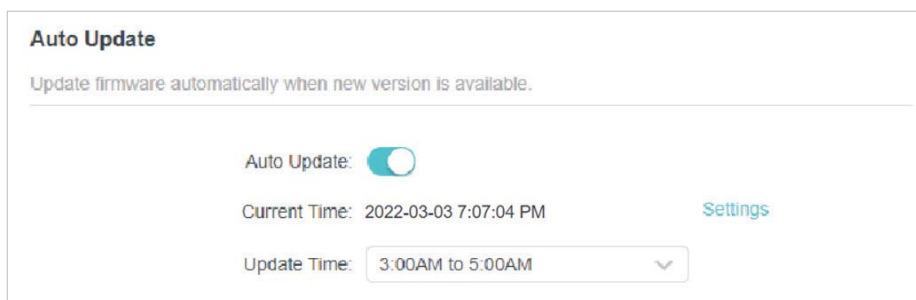 Auto Update
Update firmware automatically when new version is available.
Auto Update:
Current Time: 2022-03-03 7:07:04 PM Settings
Update Time: 3:00AM to 5:00AM